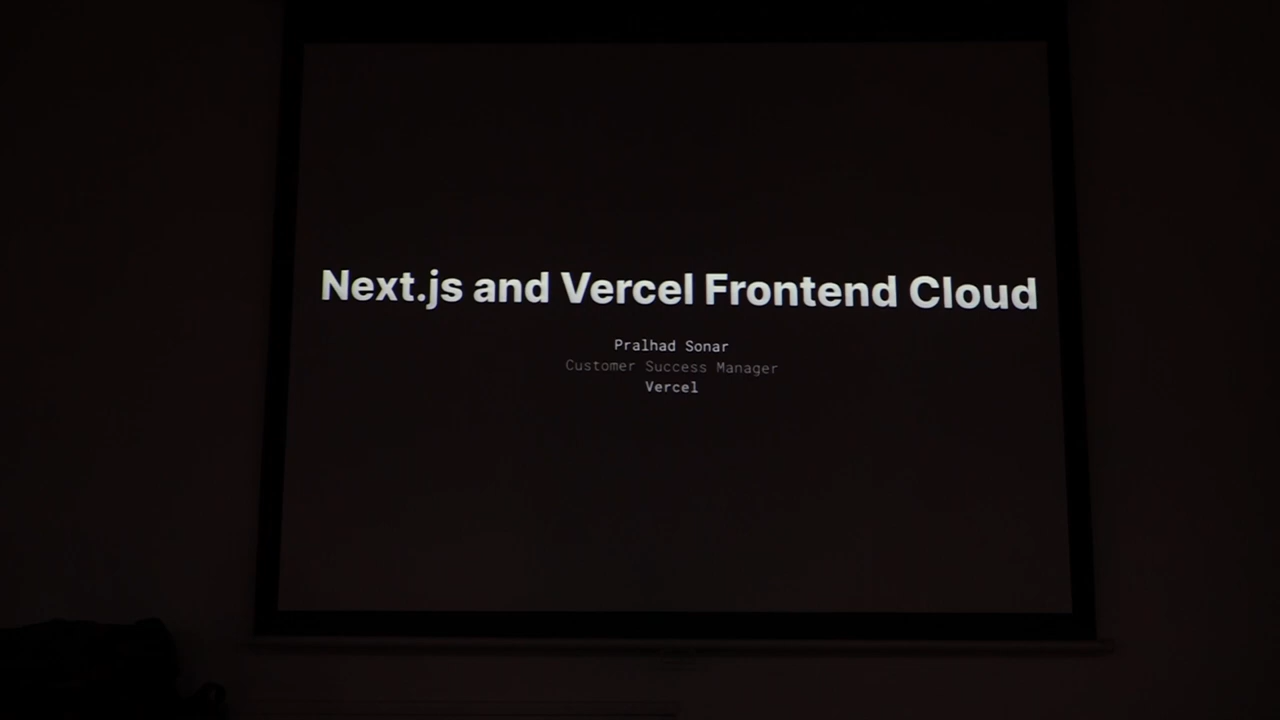 Next.js and Vercel Frontend Cloud
Pralhad Sonar
Customer Success Manager
Vercel